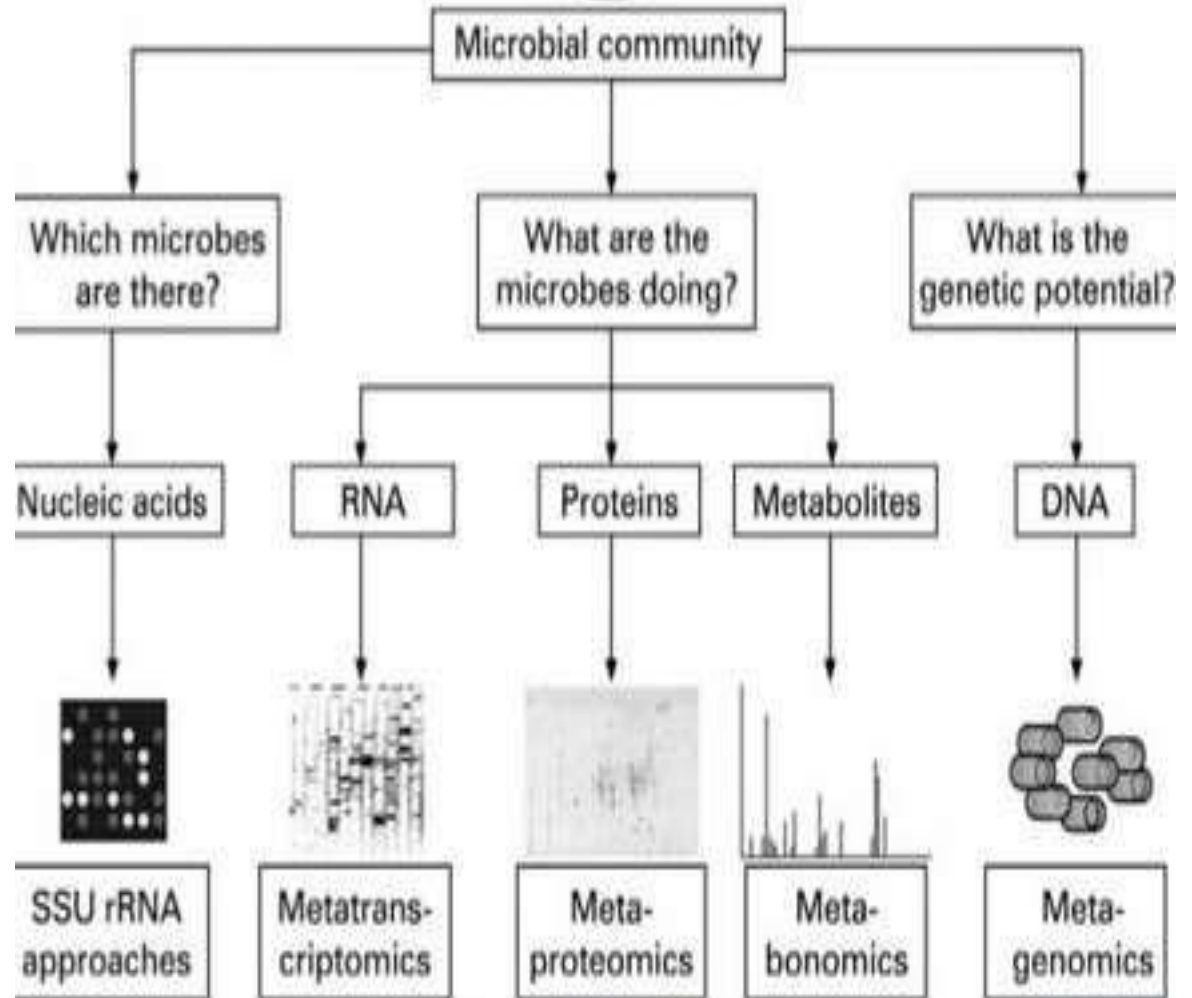 Microbial community
Which microbes
are there?
What are the
microbes doing?
What is the
genetic potential?
Nucleic acids
RNA
Proteins
Metabolites
DNA
SSU rRNA
approaches
Metatrans-
criptomics
Meta-
proteomics
Meta-
bonomics
Meta-
genomics